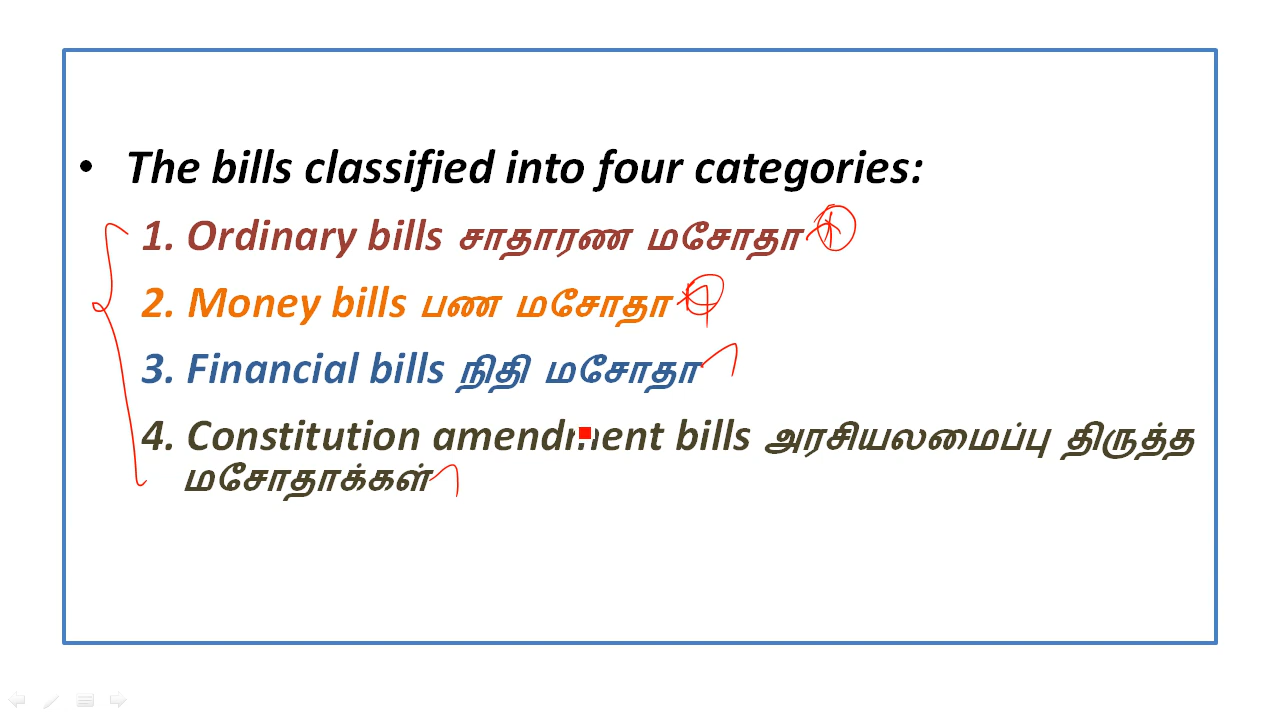 • The bills classified into four categories:
1. Ordinary bills சாதாரண மசோதா
2. Money bills பண மசோதா
3. Financial bills நிதி மசோதா
4. Constitution amendment bills அரசியலமைப்பு திருத்த
மசோதாக்கள்